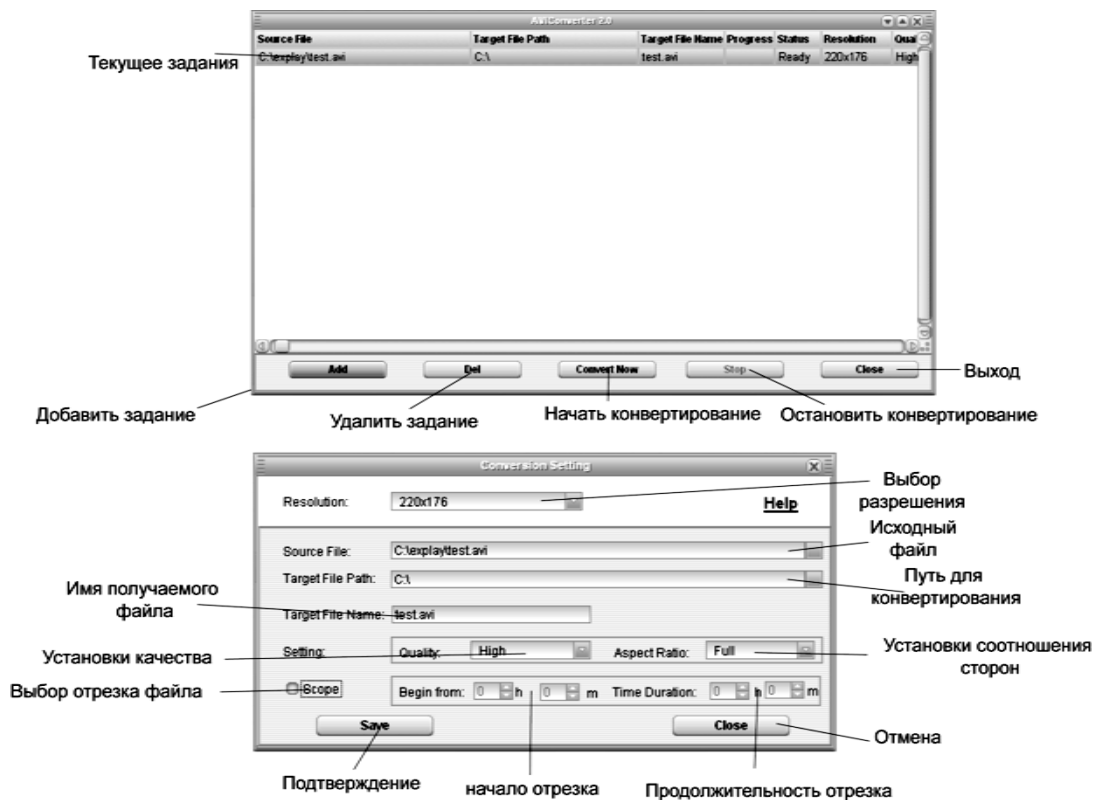 AVIConverter 2.0
Source File Target File Path Target File Name Progress Status Resolution Qual
Текущее задания
C:\explay\test.avi C:\ test.avi Ready 220x176 High
Add Del Convert Now Stop Close
Выход
Добавить задание
Удалить задание
Начать конвертирование
Остановить конвертирование
Conversion Setting
Resolution: 220x176 Help
Выбор
разрешения
Исходный
файл
Source File: C:\explay\test.avi
Target File Path: C:\
Путь для
конвертирования
Имя получаемого
файла
Target File Name: test.avi
Установки качества
Setting: Quality: High Aspect Ratio: Full
Установки соотношения
сторон
Выбор отрезка файла
Scope Begin from: 0 h 0 m Time Duration: 0 h 0 m
Save Close
Отмена
Подтверждение
начало отрезка
Продолжительность отрезка